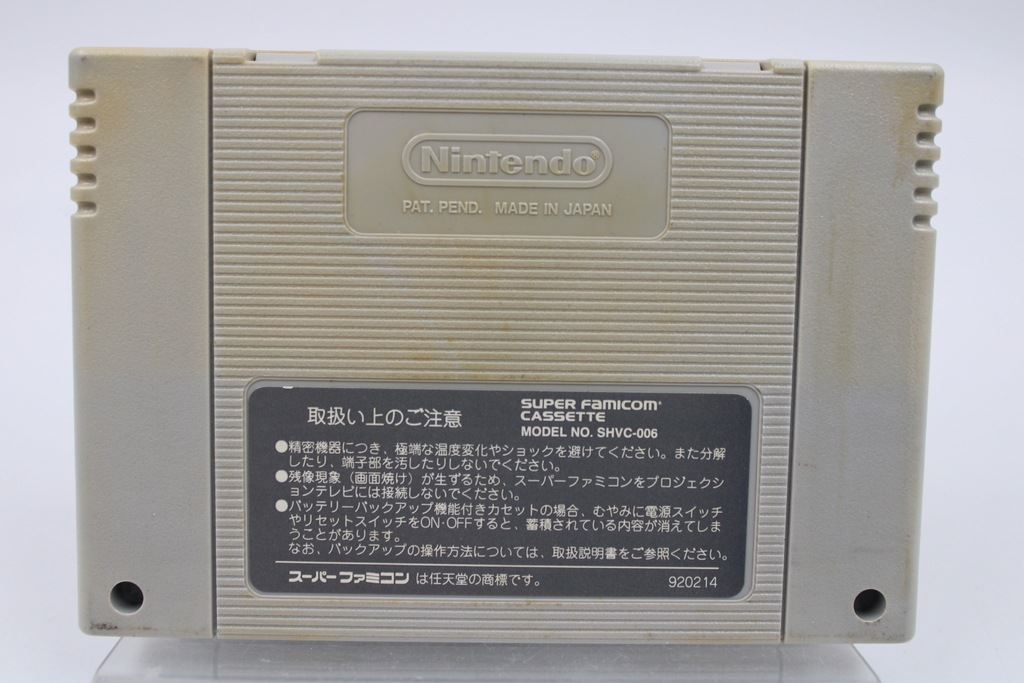 Nintendo®
PAT. PEND. MADE IN JAPAN
取扱い上のご注意
SUPER FAMICOM®
CASSETTE
MODEL NO. SHVC-006
●精密機器につき、極端な温度変化やショックを避けてください。また分解
したり、端子部を汚したりしないでください。
●残像現象（画面焼け）が生ずるため、スーパーファミコンをプロジェクシ
ョンテレビには接続しないでください。
●バッテリーバックアップ機能付きカセットの場合、むやみに電源スイッチ
やリセットスイッチをON·OFFすると、蓄積されている内容が消えてしま
うことがあります。
なお、バックアップの操作方法については、取扱説明書をご参照ください。
スーパーファミコン は任天堂の商標です。
920214